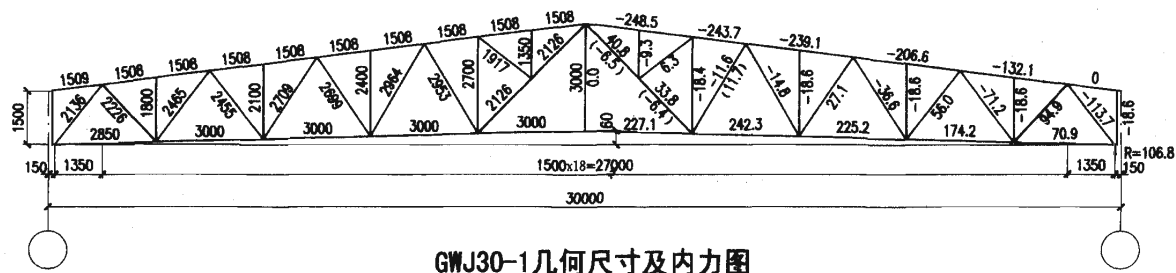 1509 1508 1508 1508 1508 1508 1508 1508 1508 1508 -248.5 -243.7 -239.1 -206.6 -132.1 0
1500 2136 2226 1800 2465 2455 2100 2709 2699 2400 2964 2953 2700 1917 2126 1350 2126 3000 0.0 40.8 (-6.5) -9.3 6.3 33.8 (-6.4) -18.4 -11.6 (11.7) -14.8 -18.6 27.1 -36.6 -18.6 56.0 -71.2 -18.6 94.9 -113.7 -18.6
2850 3000 3000 3000 3000 60 227.1 242.3 225.2 174.2 70.9
R=106.8
150 1350 1500x18=27000 1350 150
30000
GWJ30-1几何尺寸及内力图